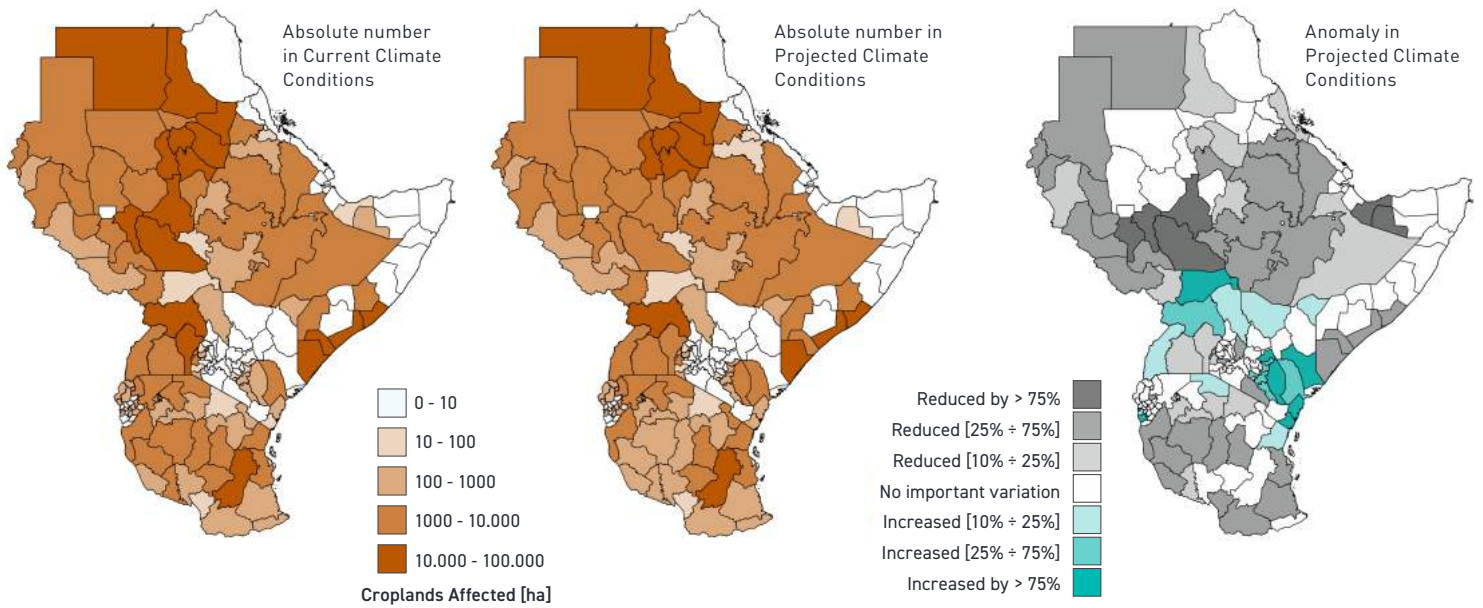 Absolute number
in Current Climate
Conditions
Absolute number in
Projected Climate
Conditions
Anomaly in
Projected Climate
Conditions
0 - 10
10 - 100
100 - 1000
1000 - 10.000
10.000 - 100.000
Croplands Affected [ha]
Reduced by > 75%
Reduced [25% ÷ 75%]
Reduced [10% ÷ 25%]
No important variation
Increased [10% ÷ 25%]
Increased [25% ÷ 75%]
Increased by > 75%